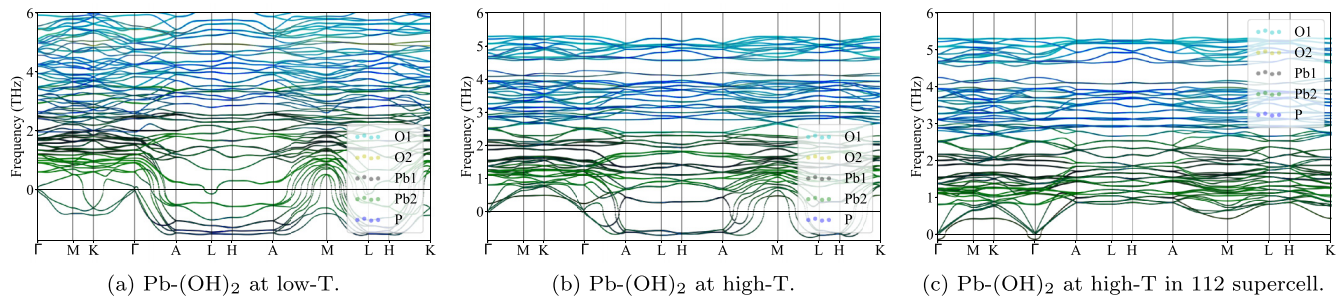 6
4
2
0
Frequency (THz)
Γ M K Γ A L H A M L H K
O1
O2
Pb1
Pb2
P
(a) Pb-(OH)₂ at low-T.
6
5
4
3
2
1
0
Frequency (THz)
Γ M K Γ A L H A M L H K
O1
O2
Pb1
Pb2
P
(b) Pb-(OH)₂ at high-T.
6
5
4
3
2
1
0
Frequency (THz)
Γ M K Γ A L H A M L H K
O1
O2
Pb1
Pb2
P
(c) Pb-(OH)₂ at high-T in 112 supercell.